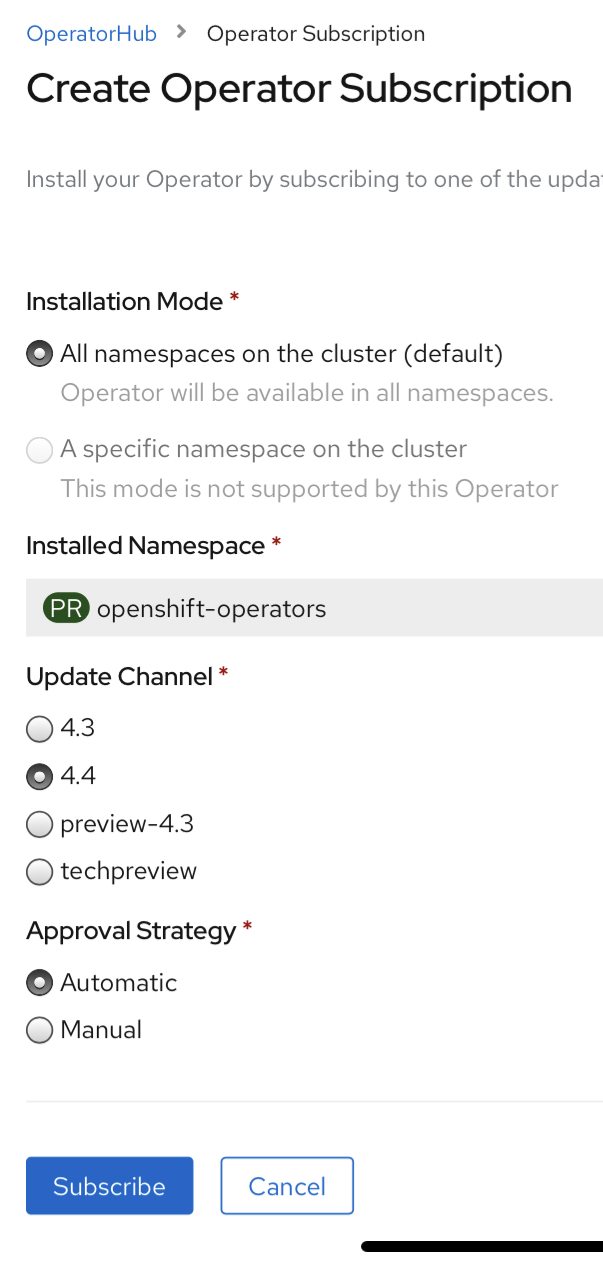 OperatorHub > Operator Subscription
Create Operator Subscription
Install your Operator by subscribing to one of the
Installation Mode *
All namespaces on the cluster (default)
Operator will be available in all namespaces.
A specific namespace on the cluster
This mode is not supported by this Operator
Installed Namespace *
PR openshift-operators
Update Channel *
4.3
4.4
preview-4.3
techpreview
Approval Strategy *
Automatic
Manual
Subscribe Cancel